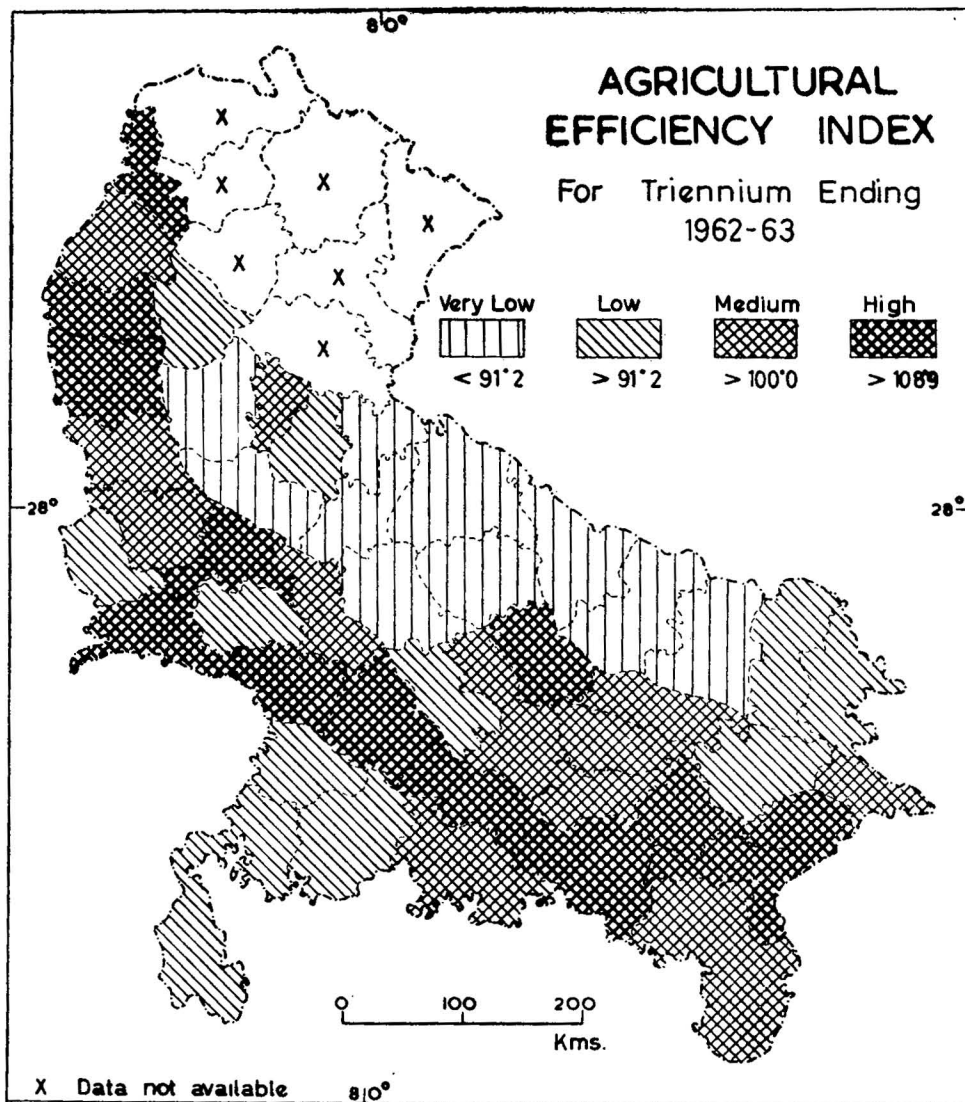 80°
AGRICULTURAL
EFFICIENCY INDEX
For Triennium Ending
1962-63
Very Low Low Medium High
< 91·2 > 91·2 > 100·0 > 108·9
X
X
X
X
X
X
X
28° 28°
0 100 200
Kms.
X Data not available 80°